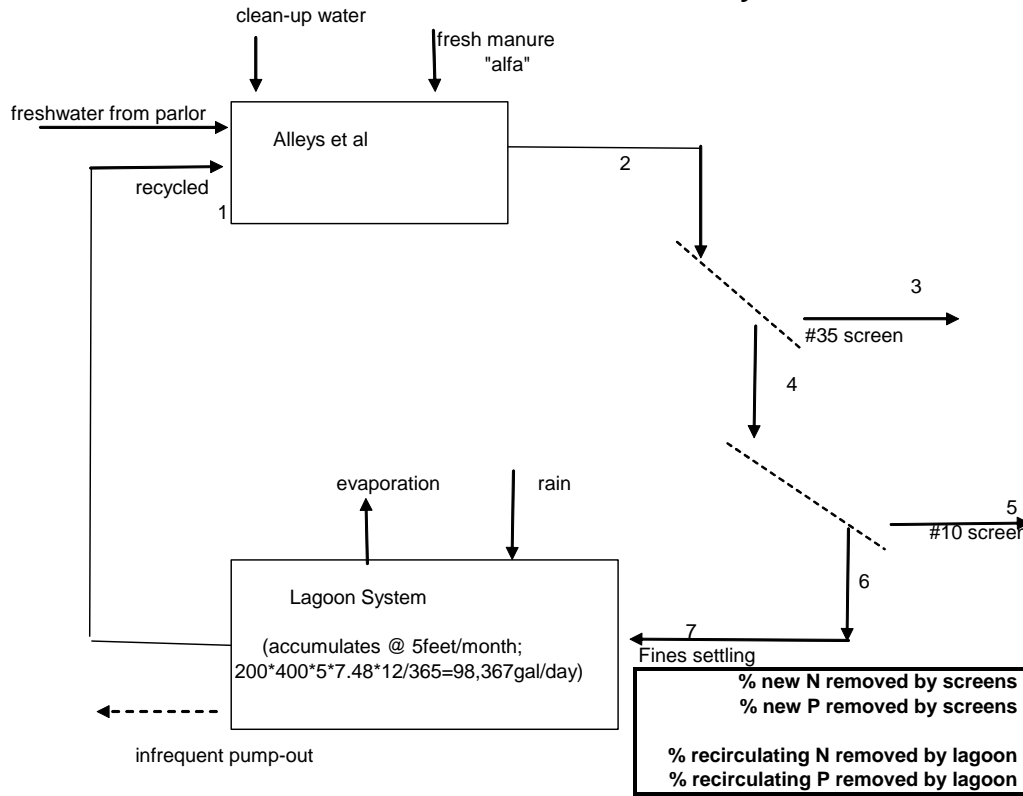 clean-up water
fresh manure
"alfa"
freshwater from parlor
Alleys et al
recycled
1
2
3
#35 screen
4
5
#10 screen
6
evaporation
rain
Lagoon System
(accumulates @ 5feet/month;
200*400*5*7.48*12/365=98,367gal/day)
7
Fines settling
infrequent pump-out
% new N removed by screens
% new P removed by screens
% recirculating N removed by lagoon
% recirculating P removed by lagoon